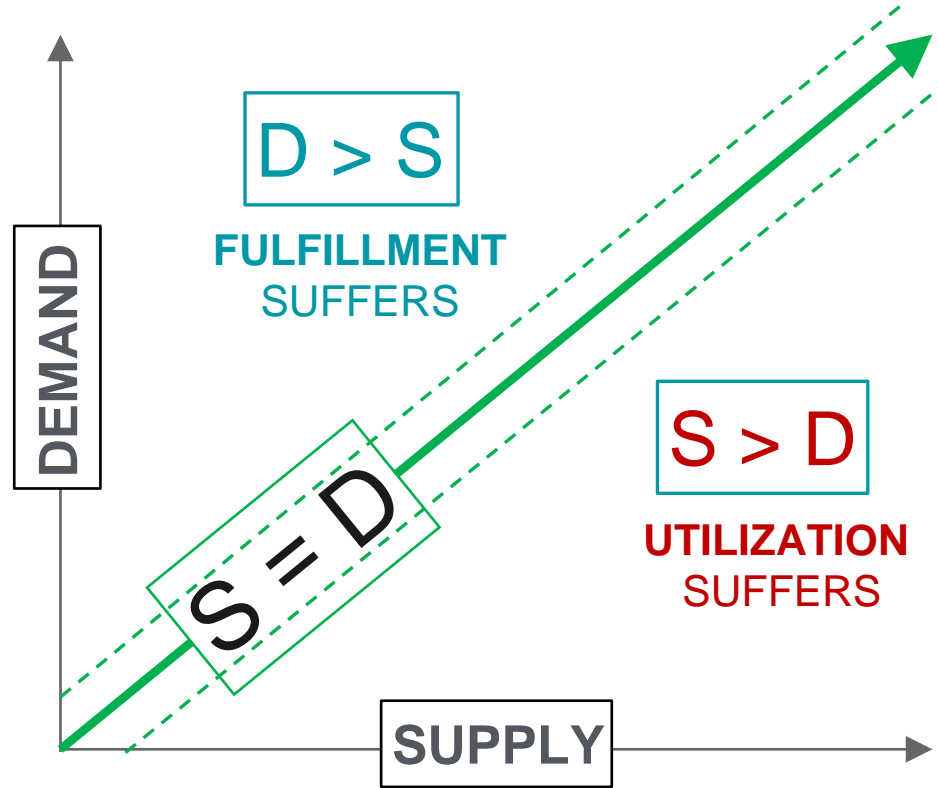 D > S
FULFILLMENT
SUFFERS
DEMAND
S > D
UTILIZATION
SUFFERS
S = D
SUPPLY